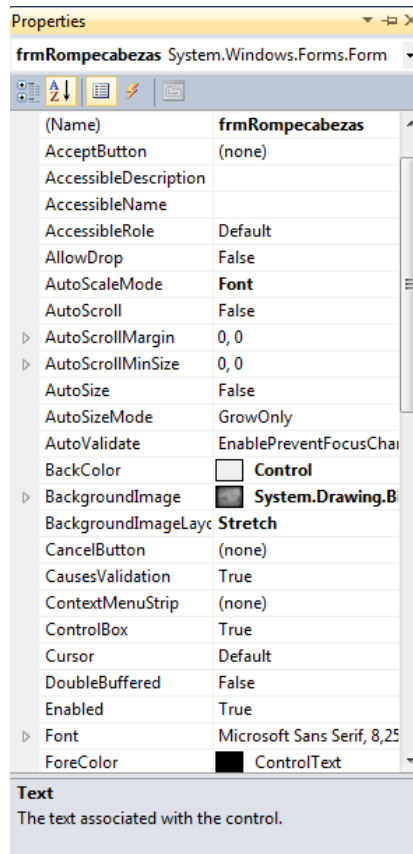 Properties
frmRompecabezas System.Windows.Forms.Form
(Name) frmRompecabezas
AcceptButton (none)
AccessibleDescription
AccessibleName
AccessibleRole Default
AllowDrop False
AutoScaleMode Font
AutoScroll False
AutoScrollMargin 0, 0
AutoScrollMinSize 0, 0
AutoSize False
AutoSizeMode GrowOnly
AutoValidate EnablePreventFocusChan
BackColor Control
BackgroundImage System.Drawing.Bi
BackgroundImageLayo Stretch
CancelButton (none)
CausesValidation True
ContextMenuStrip (none)
ControlBox True
Cursor Default
DoubleBuffered False
Enabled True
Font Microsoft Sans Serif, 8,25
ForeColor ControlText
Text
The text associated with the control.